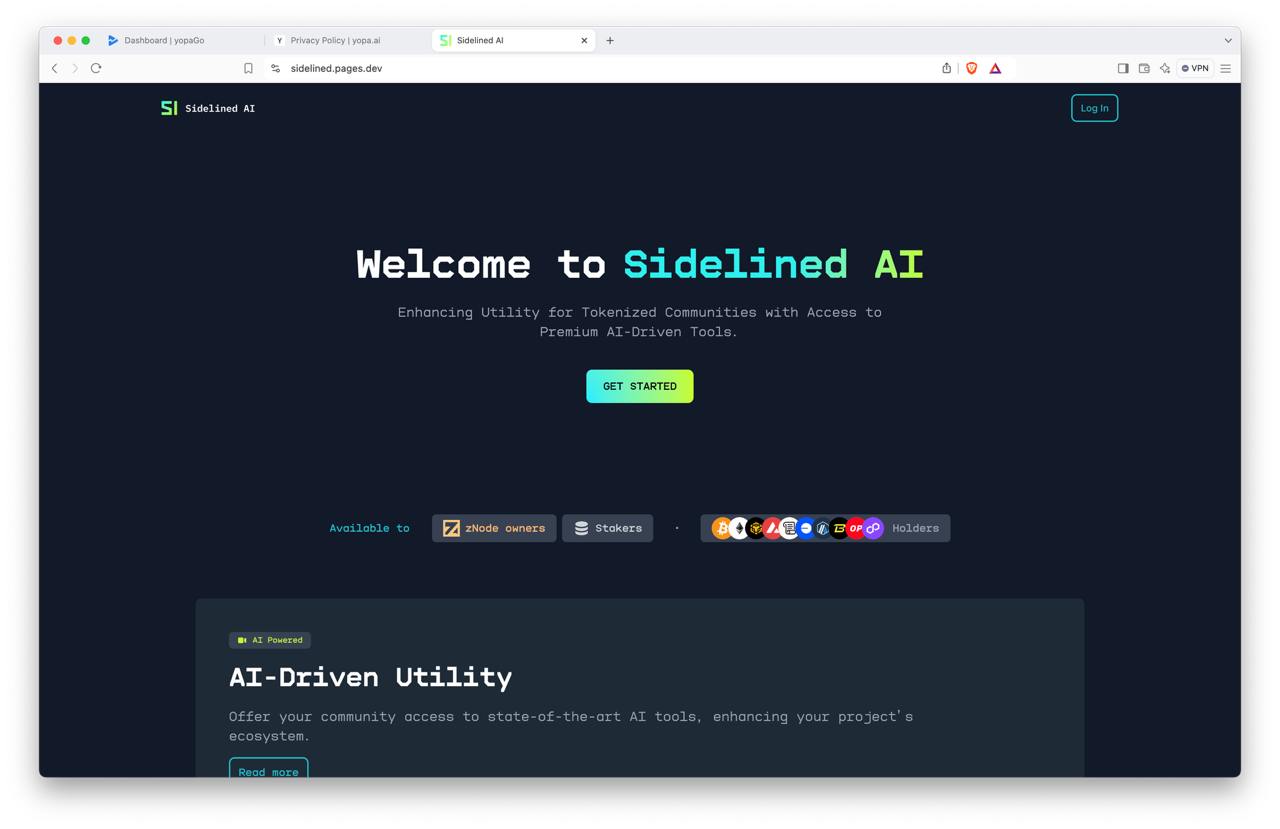 Dashboard | yopaGo
Y Privacy Policy | yopa.ai
SI Sidelined AI
sidelined.pages.dev
VPN
SI Sidelined AI
Log In
Welcome to Sidelined AI
Enhancing Utility for Tokenized Communities with Access to
Premium AI-Driven Tools.
GET STARTED
Available to
zNode owners
Stakers
·
OP
Holders
AI Powered
AI-Driven Utility
Offer your community access to state-of-the-art AI tools, enhancing your project's
ecosystem.
Read more